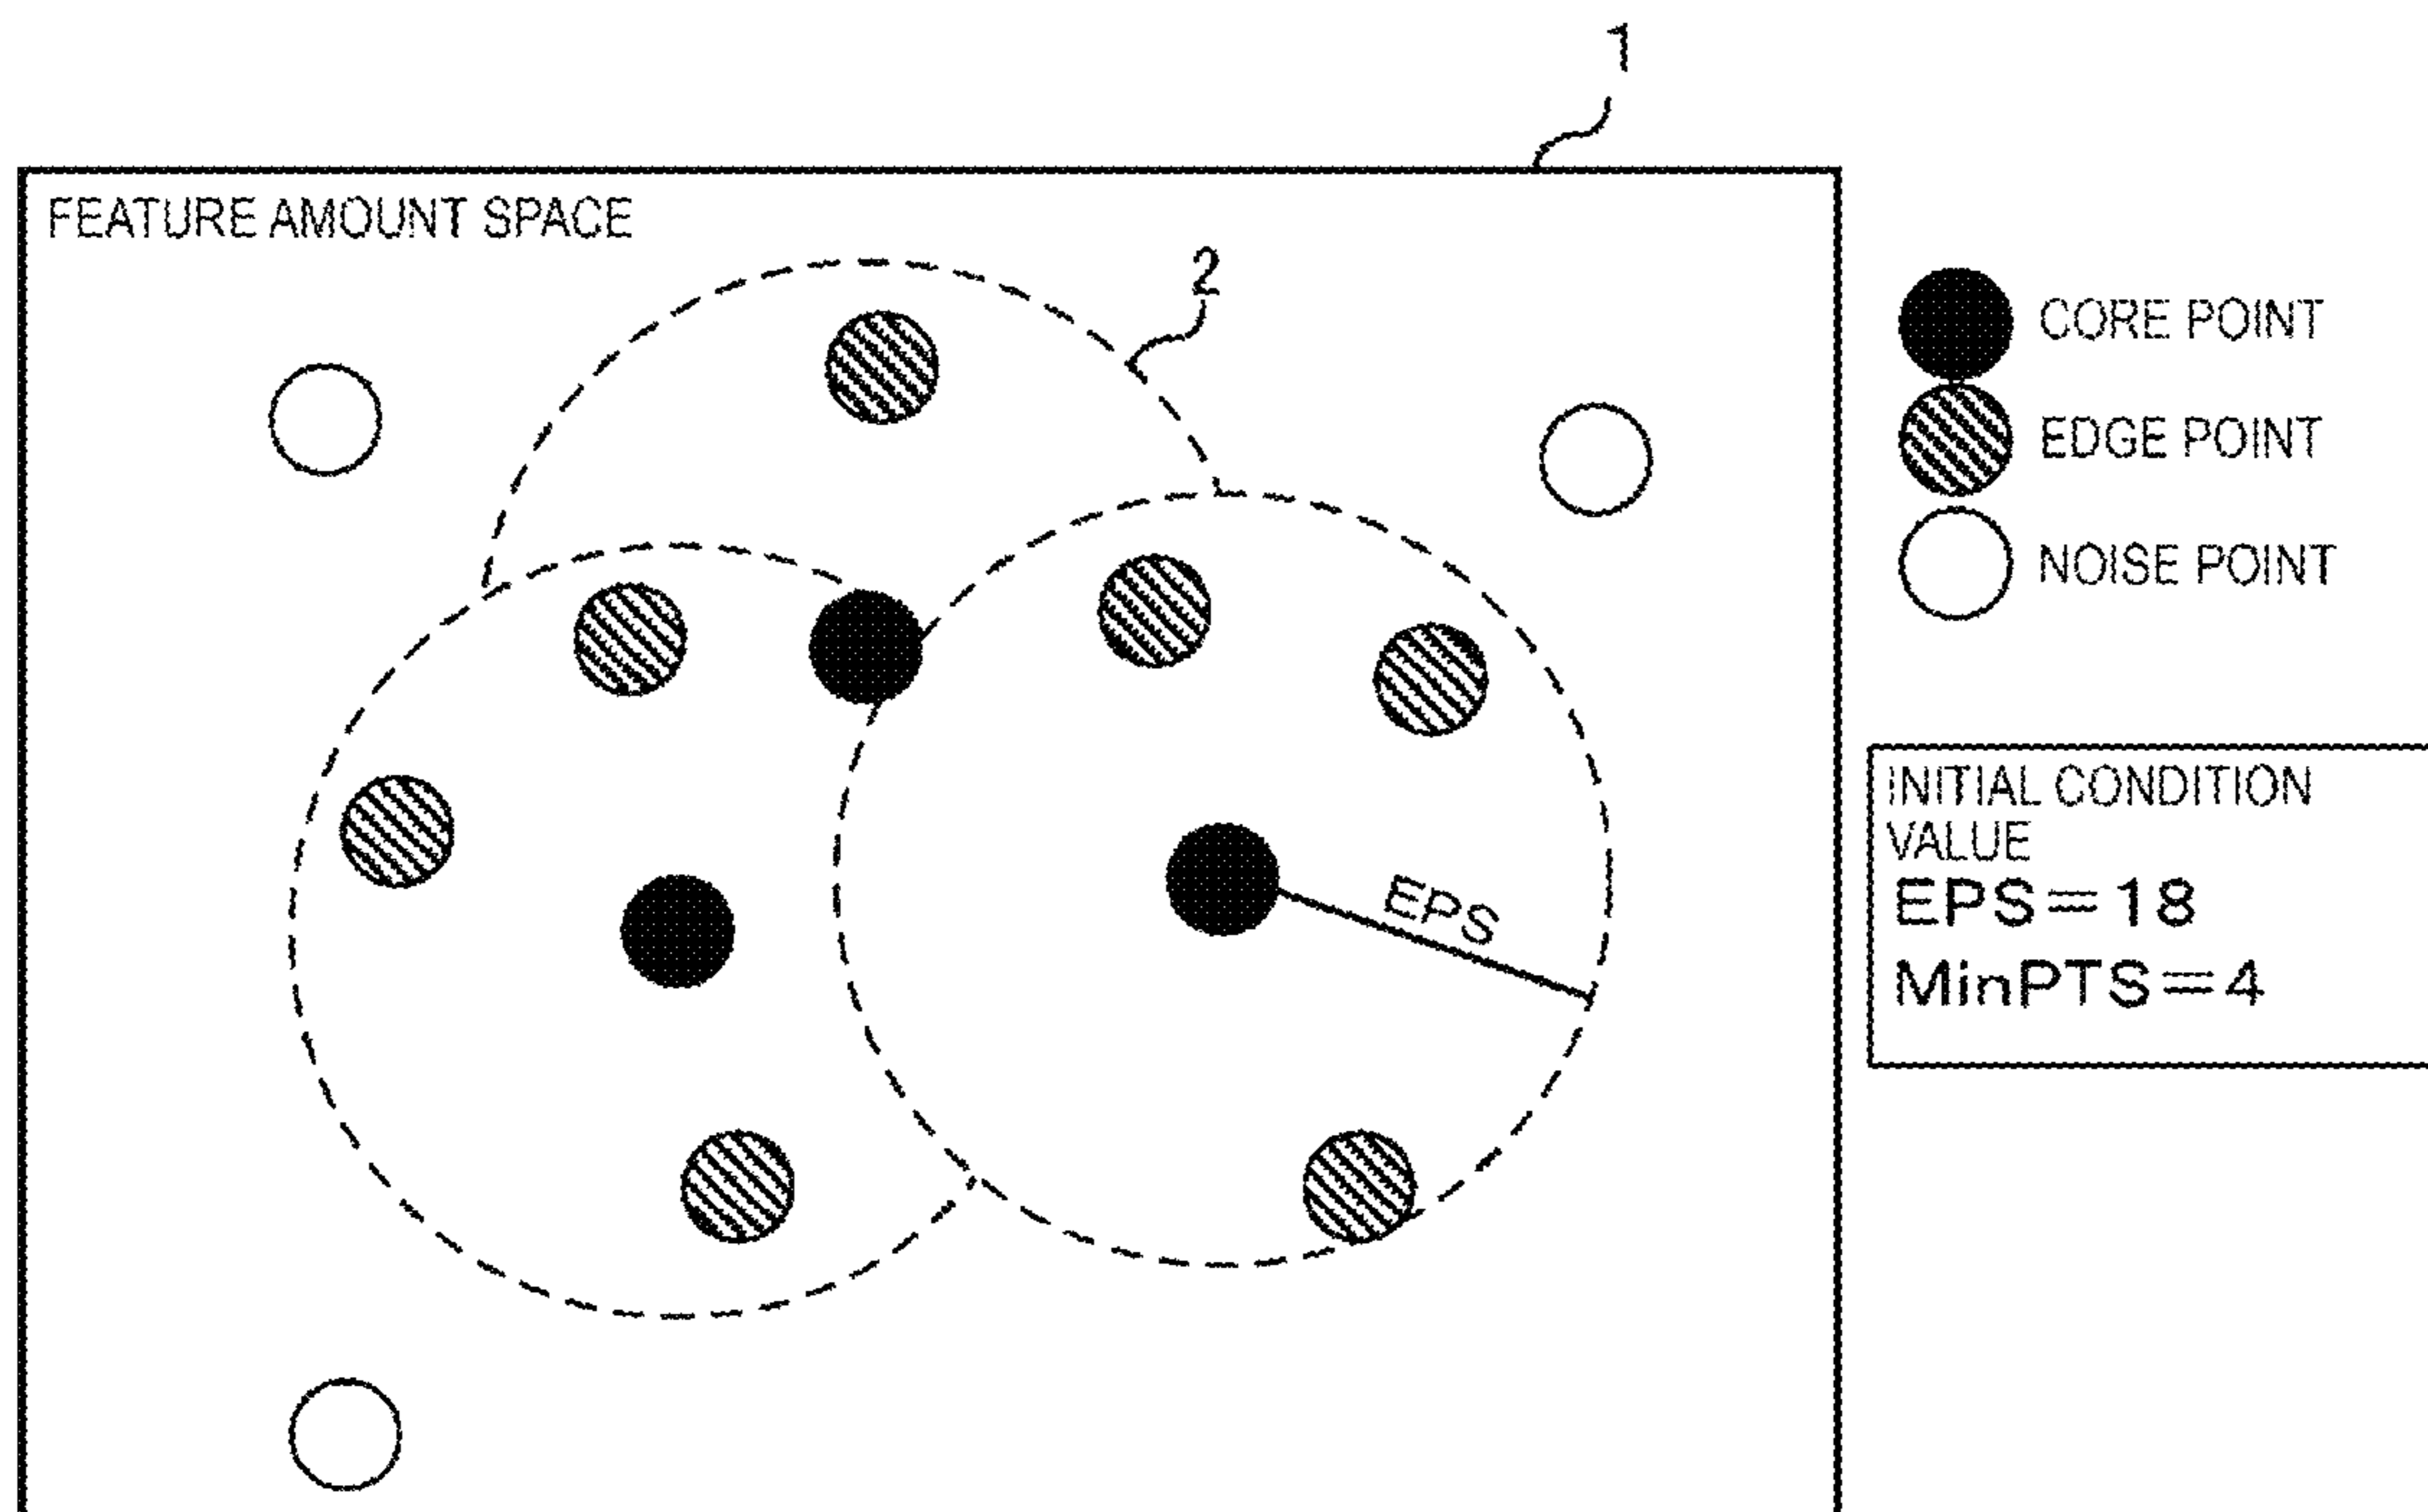 1
FEATURE AMOUNT SPACE
2
CORE POINT
EDGE POINT
NOISE POINT
EPS
INITIAL CONDITION
VALUE
EPS=18
MinPTS=4